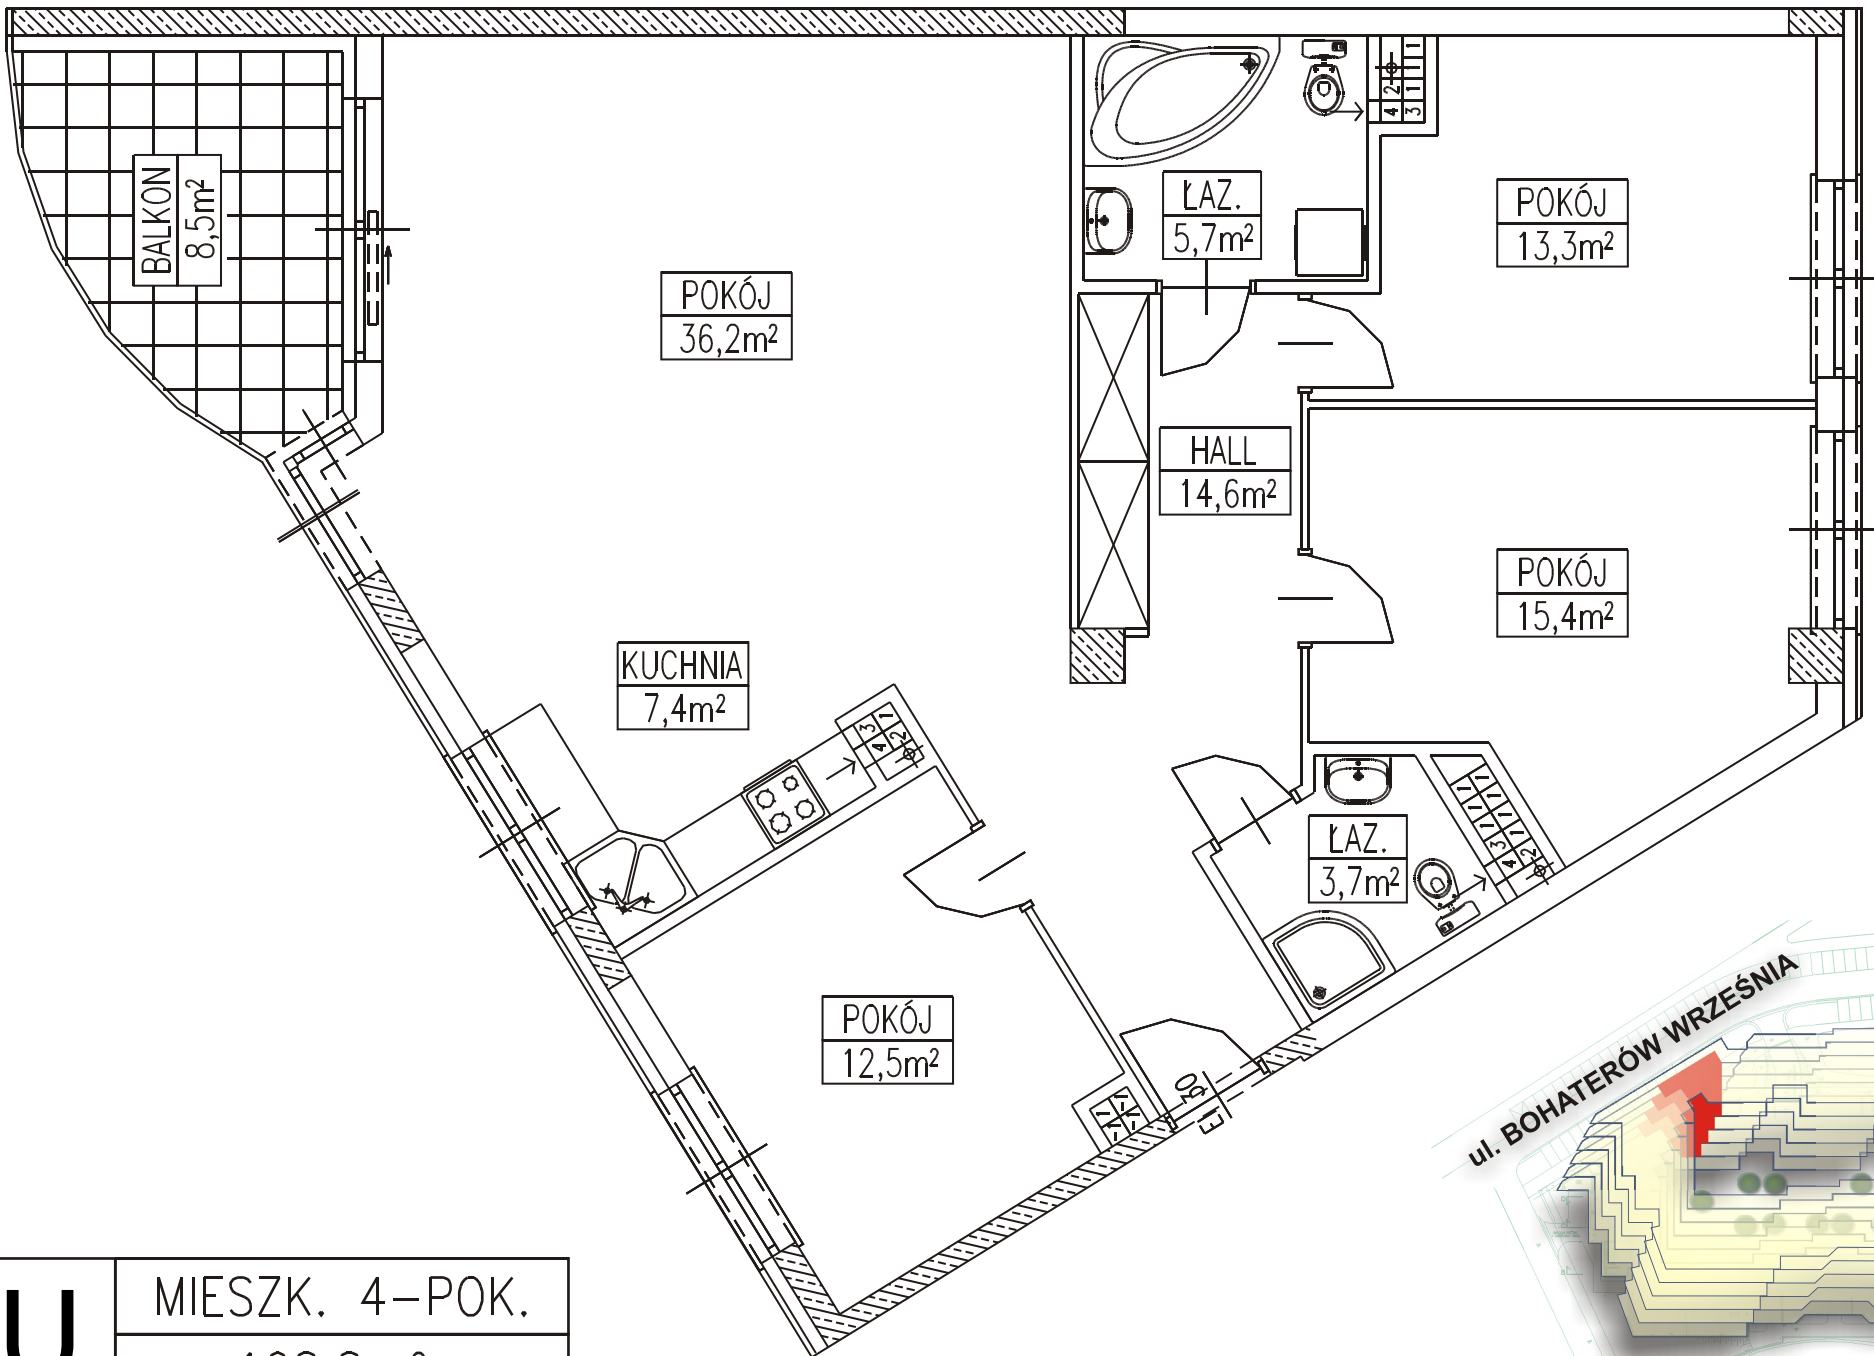 BALKON
8,5m²
POKÓJ
36,2m²
ŁAZ.
5,7m²
POKÓJ
13,3m²
HALL
14,6m²
POKÓJ
15,4m²
KUCHNIA
7,4m²
ŁAZ.
3,7m²
POKÓJ
12,5m²
ul. BOHATERÓW WRZEŚNIA
U
MIESZK. 4-POK.